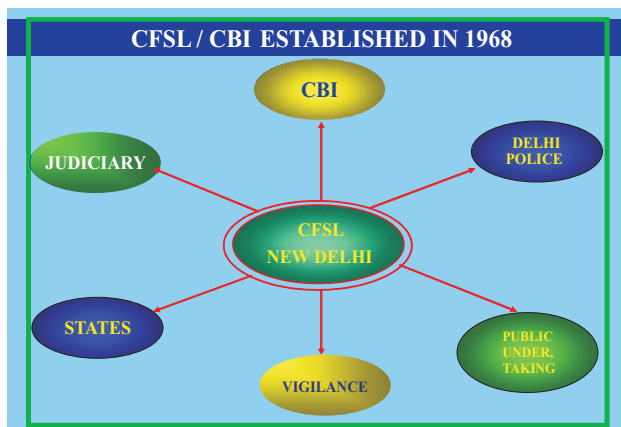 CFSL / CBI ESTABLISHED IN 1968
CBI
JUDICIARY
DELHI
POLICE
CFSL
NEW DELHI
STATES
PUBLIC
UNDER,
TAKING
VIGILANCE